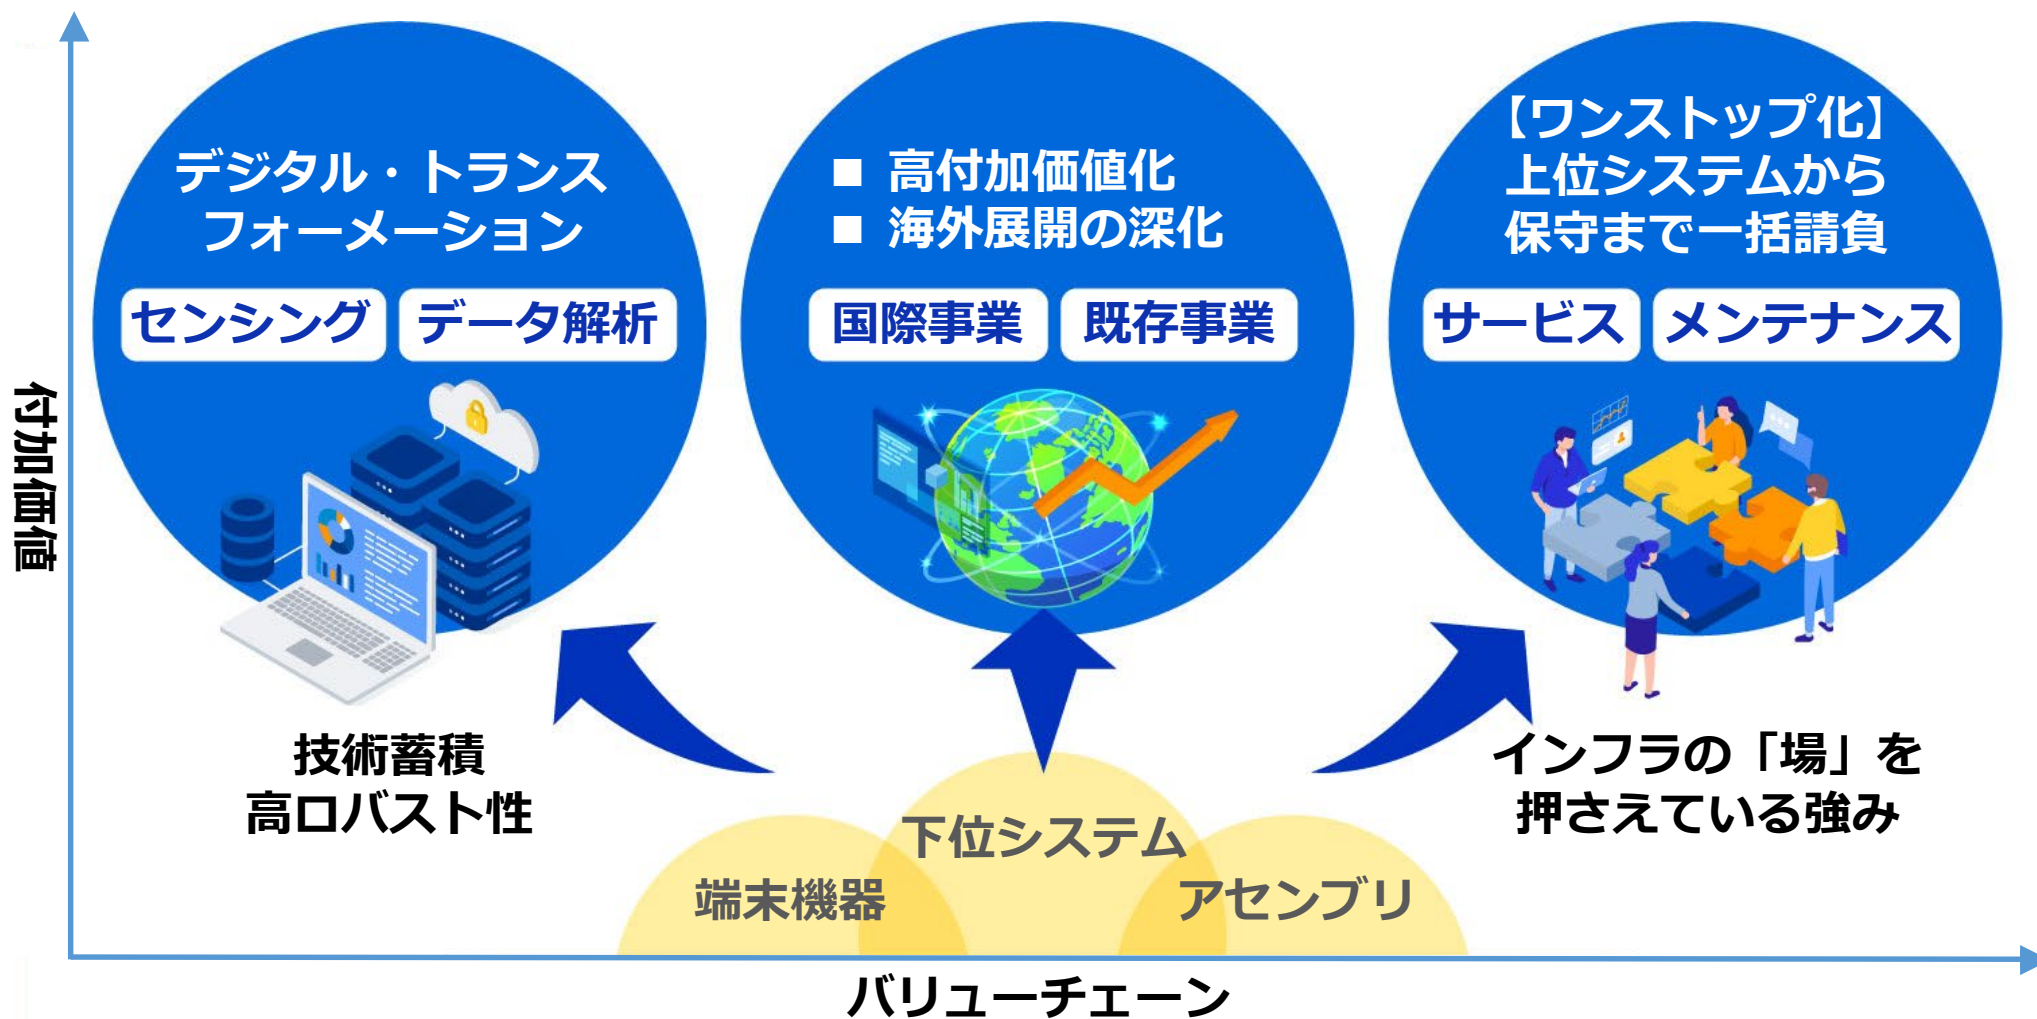 付加価値
デジタル・トランス
フォーメーション
センシング
データ解析
■ 高付加価値化
■ 海外展開の深化
国際事業
既存事業
【ワンストップ化】
上位システムから
保守まで一括請負
サービス
メンテナンス
技術蓄積
高ロバスト性
インフラの「場」を
押さえている強み
端末機器
下位システム
アセンブリ
バリューチェーン